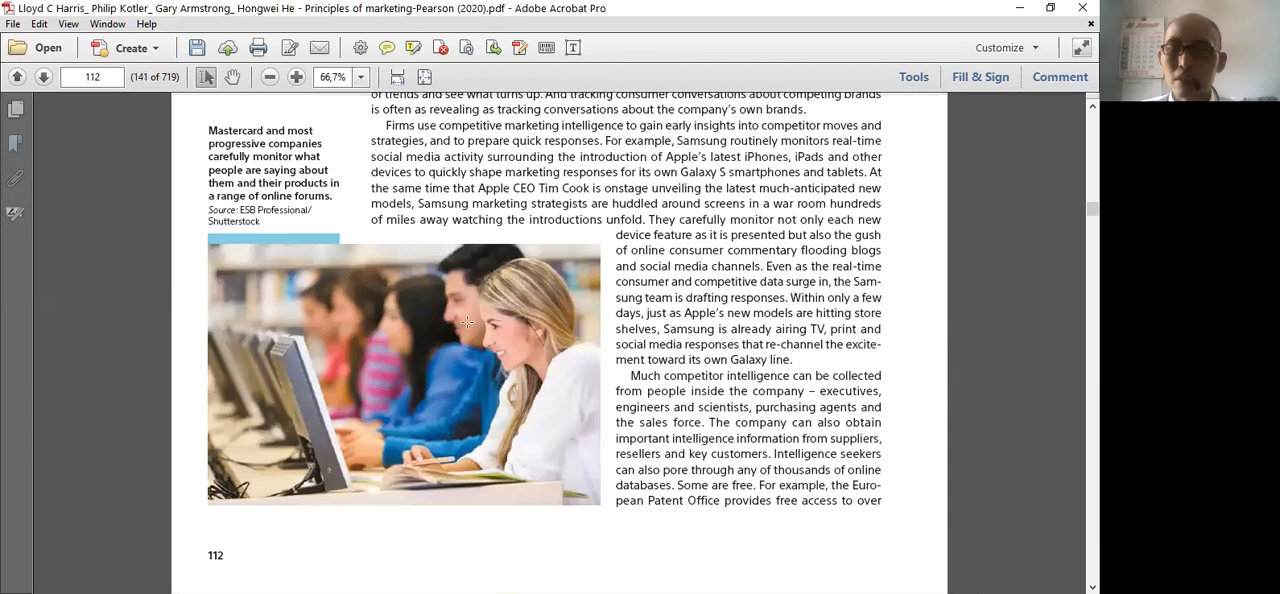 Lloyd C Harris_ Philip Kotler_ Gary Armstrong_ Hongwei He - Principles of marketing-Pearson (2020).pdf - Adobe Acrobat Pro
File Edit View Window Help
Open Create Customize
112 (141 of 719) 66,7% Tools Fill & Sign Comment
or trends and see what turns up. And tracking consumer conversations about competing brands
is often as revealing as tracking conversations about the company's own brands.
Mastercard and most
progressive companies
carefully monitor what
people are saying about
them and their products in
a range of online forums.
Source: ESB Professional/
Shutterstock
Firms use competitive marketing intelligence to gain early insights into competitor moves and
strategies, and to prepare quick responses. For example, Samsung routinely monitors real-time
social media activity surrounding the introduction of Apple's latest iPhones, iPads and other
devices to quickly shape marketing responses for its own Galaxy S smartphones and tablets. At
the same time that Apple CEO Tim Cook is onstage unveiling the latest much-anticipated new
models, Samsung marketing strategists are huddled around screens in a war room hundreds
of miles away watching the introductions unfold. They carefully monitor not only each new
device feature as it is presented but also the gush
of online consumer commentary flooding blogs
and social media channels. Even as the real-time
consumer and competitive data surge in, the Sam-
sung team is drafting responses. Within only a few
days, just as Apple's new models are hitting store
shelves, Samsung is already airing TV, print and
social media responses that re-channel the excite-
ment toward its own Galaxy line.
Much competitor intelligence can be collected
from people inside the company – executives,
engineers and scientists, purchasing agents and
the sales force. The company can also obtain
important intelligence information from suppliers,
resellers and key customers. Intelligence seekers
can also pore through any of thousands of online
databases. Some are free. For example, the Euro-
pean Patent Office provides free access to over
112